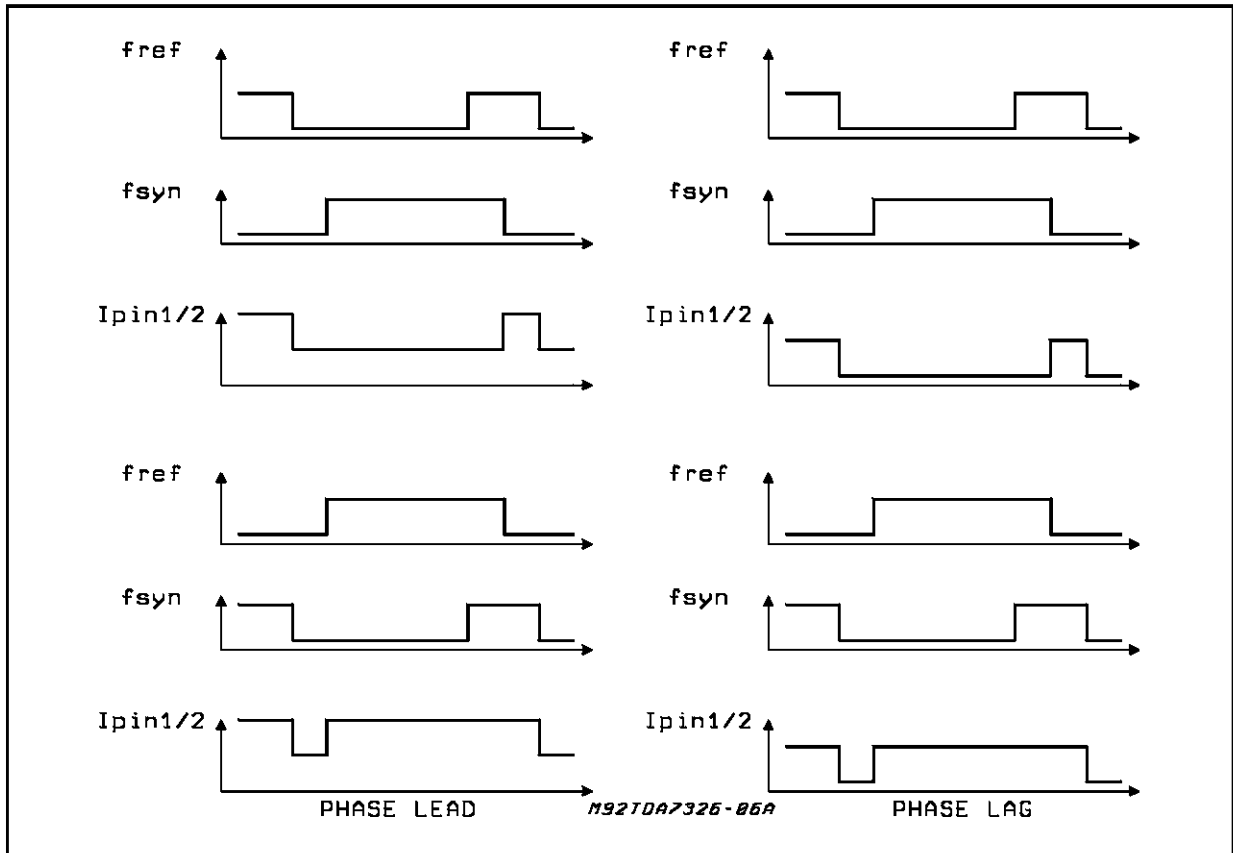 fref fref
fsyn fsyn
Ipin1/2 Ipin1/2
fref fref
fsyn fsyn
Ipin1/2 Ipin1/2
PHASE LEAD M92TDA7326-06A PHASE LAG